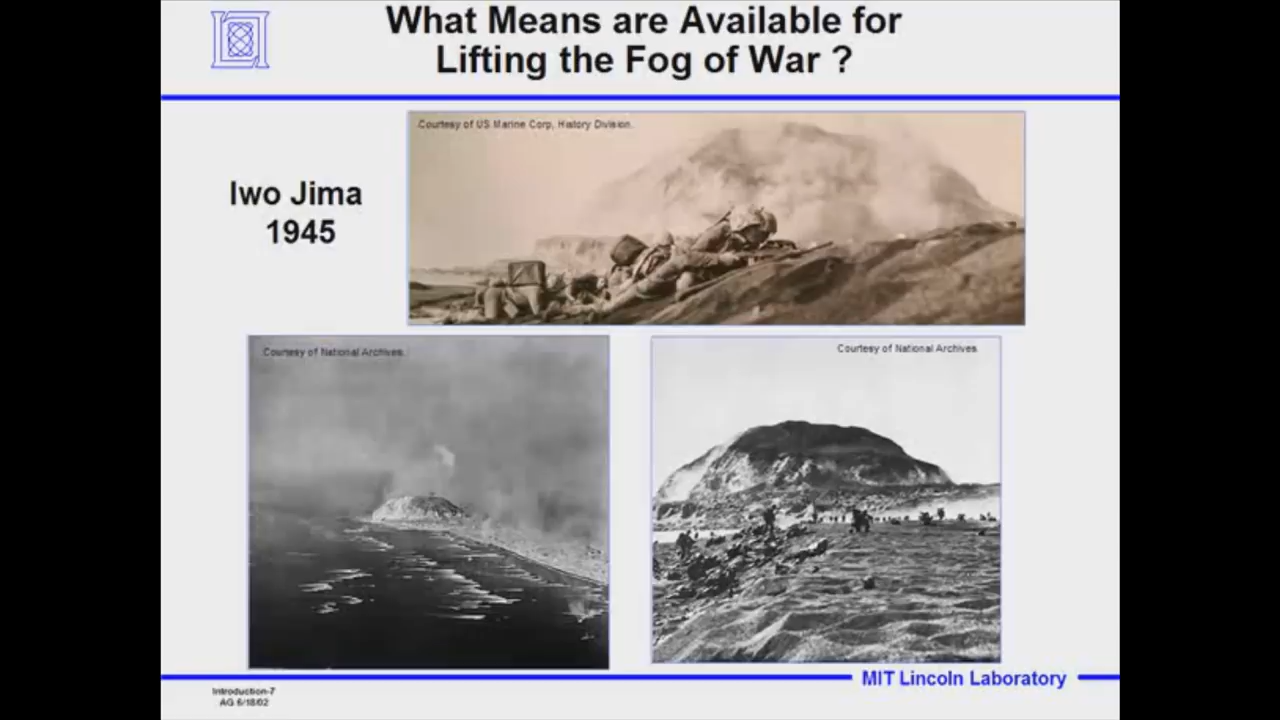 What Means are Available for
Lifting the Fog of War ?
Courtesy of US Marine Corp, History Division.
Iwo Jima
1945
Courtesy of National Archives.
Courtesy of National Archives
MIT Lincoln Laboratory
Introduction-7
AG 6/18/02